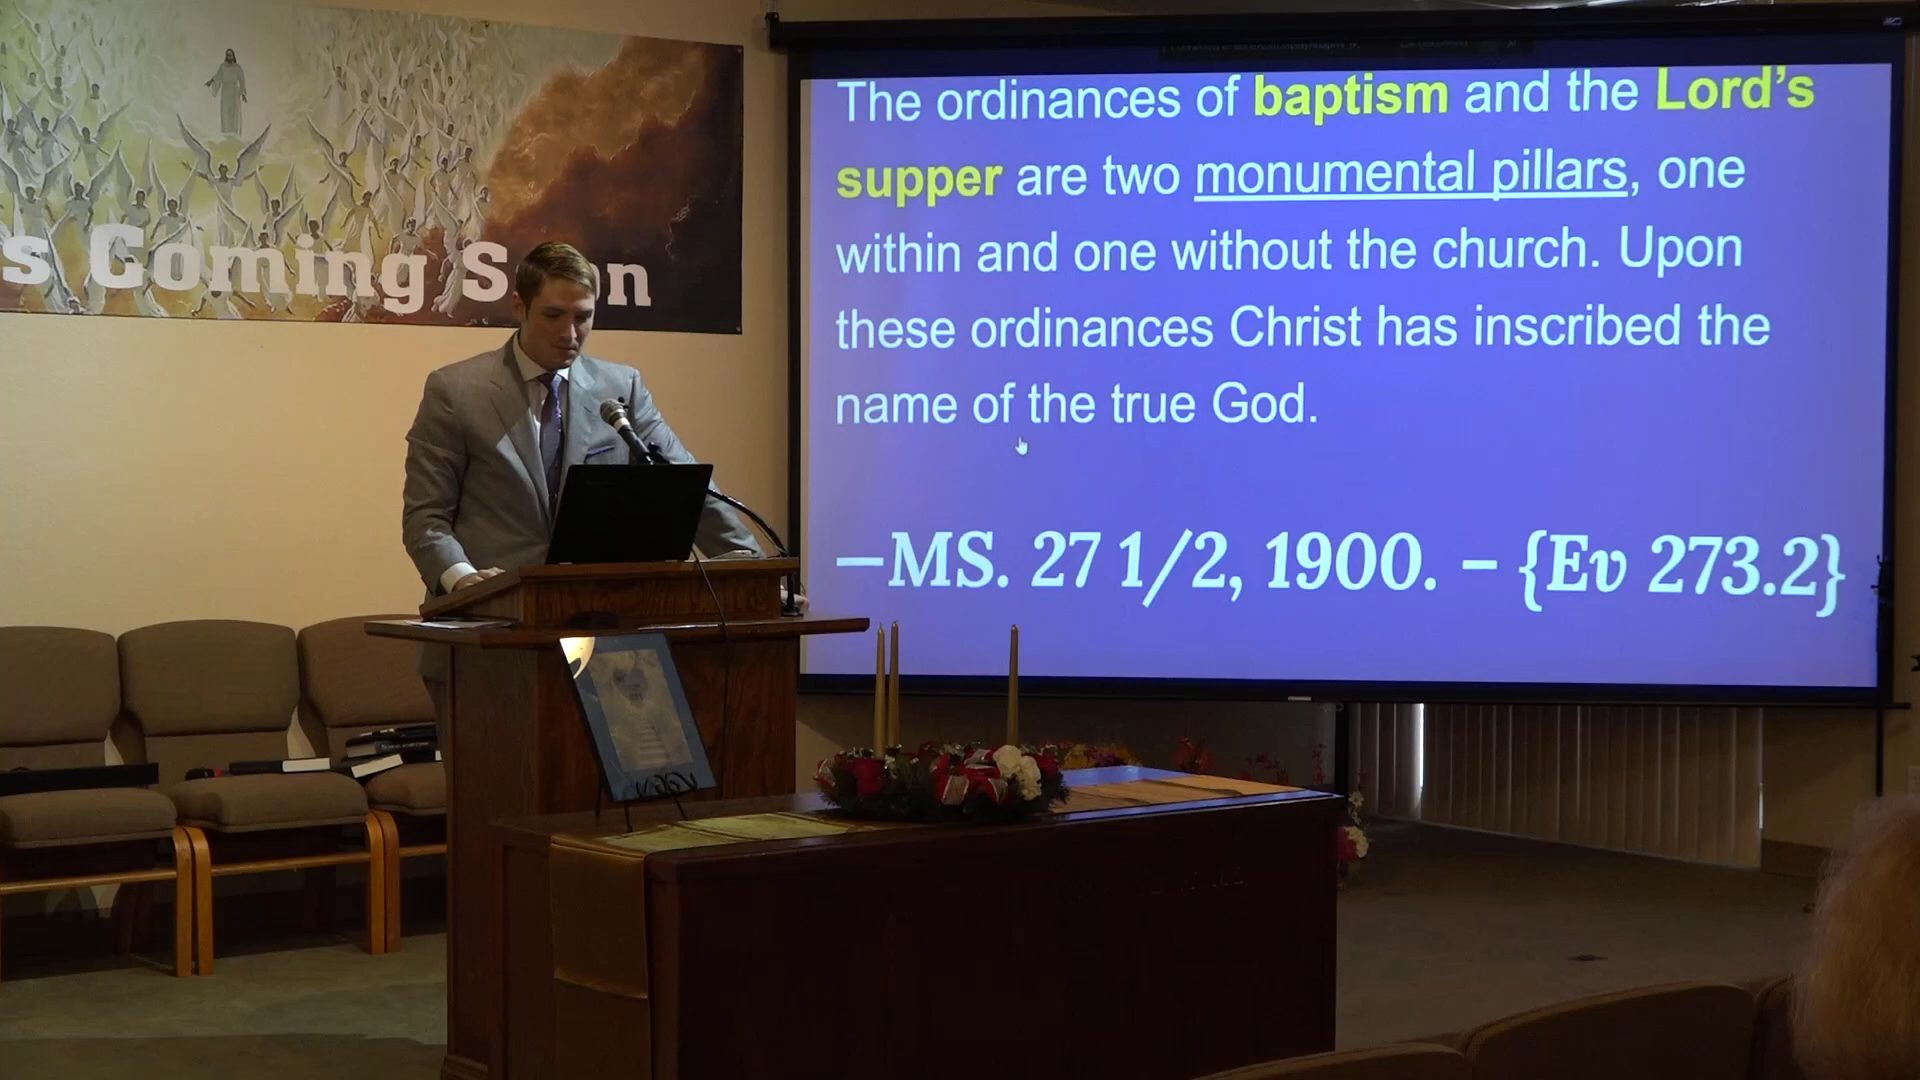 s Coming S on
The ordinances of baptism and the Lord's
supper are two monumental pillars, one
within and one without the church. Upon
these ordinances Christ has inscribed the
name of the true God.
—MS. 27 1/2, 1900. – {Ev 273.2}